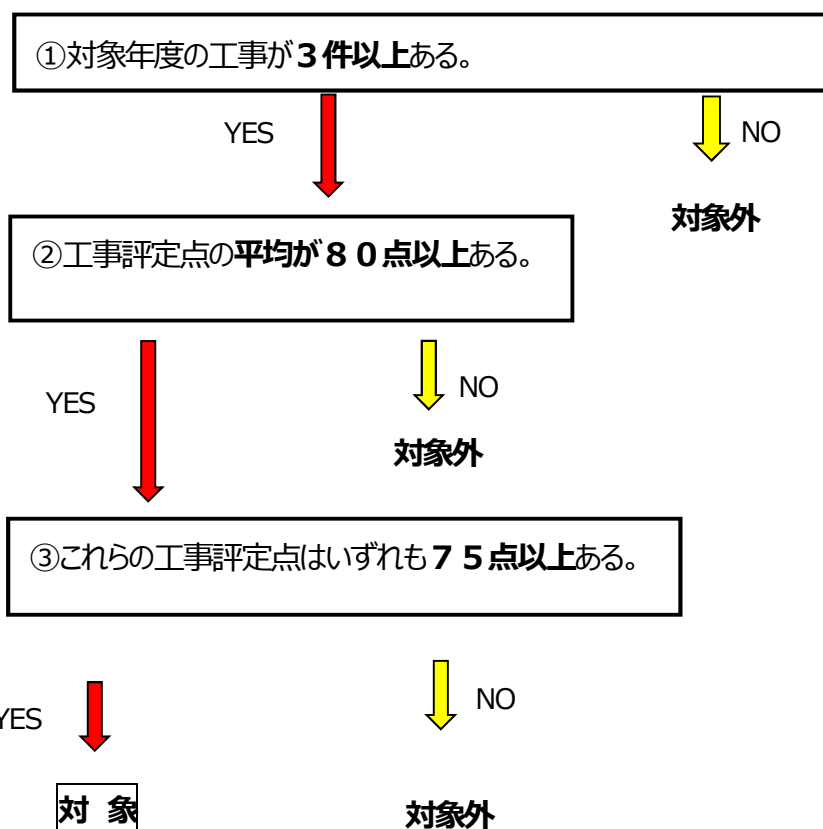 ①対象年度の工事が３件以上ある。
YES
NO
対象外
②工事評定点の平均が８０点以上ある。
YES
NO
対象外
③これらの工事評定点はいずれも７５点以上ある。
YES
NO
対 象
対象外